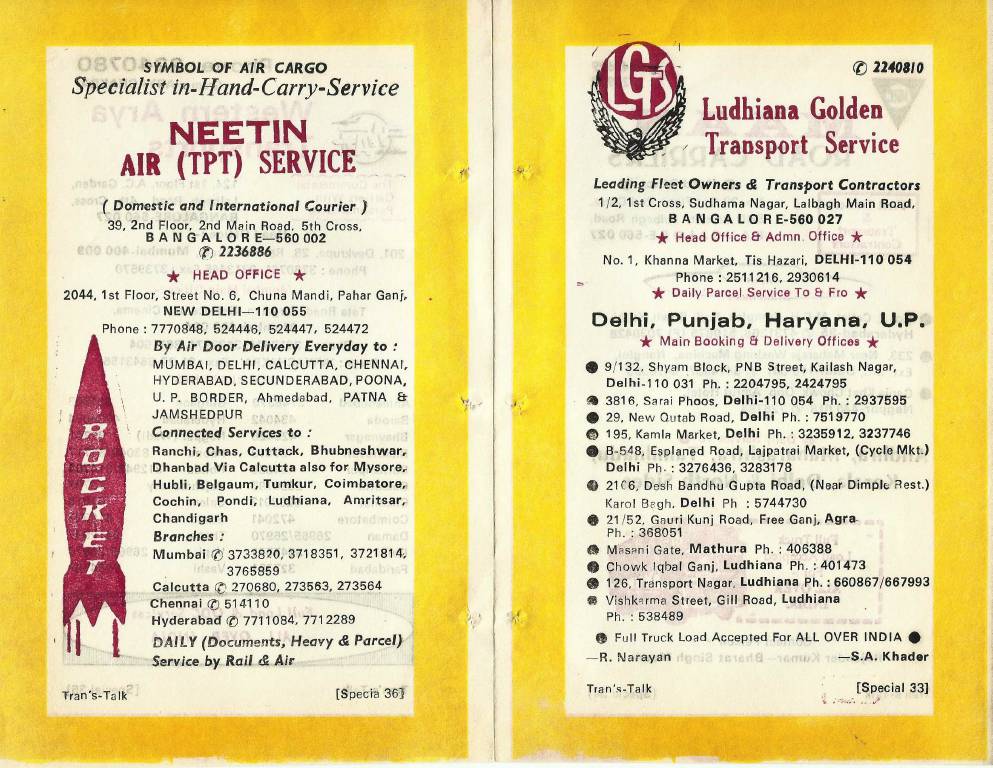 SYMBOL OF AIR CARGO
Specialist in-Hand-Carry-Service
NEETIN
AIR (TPT) SERVICE
( Domestic and International Courier )
39, 2nd Floor, 2nd Main Road, 5th Cross,
BANGALORE—560 002
✆ 2236886
★ HEAD OFFICE ★
2044, 1st Floor, Street No. 6, Chuna Mandi, Pahar Ganj,
NEW DELHI—110 055
Phone : 7770848, 524446, 524447, 524472
By Air Door Delivery Everyday to :
MUMBAI, DELHI, CALCUTTA, CHENNAI,
HYDERABAD, SECUNDERABAD, POONA,
U. P. BORDER, Ahmedabad, PATNA &
JAMSHEDPUR
Connected Services to :
Ranchi, Chas, Cuttack, Bhubneshwar,
Dhanbad Via Calcutta also for Mysore,
Hubli, Belgaum, Tumkur, Coimbatore,
Cochin, Pondi, Ludhiana, Amritsar,
Chandigarh
Branches :
Mumbai ✆ 3733820, 3718351, 3721814,
3765859
Calcutta ✆ 270680, 273563, 273564
Chennai ✆ 514110
Hyderabad ✆ 7711084, 7712289
DAILY (Documents, Heavy & Parcel)
Service by Rail & Air
ROCKET
Tran's-Talk [Specia 36]
LGTS
✆ 2240810
Ludhiana Golden
Transport Service
Leading Fleet Owners & Transport Contractors
1/2, 1st Cross, Sudhama Nagar, Lalbagh Main Road,
BANGALORE-560 027
★ Head Office & Admn. Office ★
No. 1, Khanna Market, Tis Hazari, DELHI-110 054
Phone : 2511216, 2930614
★ Daily Parcel Service To & Fro ★
Delhi, Punjab, Haryana, U.P.
★ Main Booking & Delivery Offices ★
● 9/132, Shyam Block, PNB Street, Kailash Nagar,
Delhi-110 031 Ph. : 2204795, 2424795
● 3816, Sarai Phoos, Delhi-110 054 Ph. : 2937595
● 29, New Qutab Road, Delhi Ph. : 7519770
● 195, Kamla Market, Delhi Ph. : 3235912, 3237746
● B-548, Esplaned Road, Lajpatrai Market, (Cycle Mkt.)
Delhi Ph. : 3276436, 3283178
● 2106, Desh Bandhu Gupta Road, (Near Dimple Rest.)
Karol Bagh, Delhi Ph : 5744730
● 21/52, Gauri Kunj Road, Free Ganj, Agra
Ph. : 368051
● Masani Gate, Mathura Ph. : 406388
● Chowk Iqbal Ganj, Ludhiana Ph. : 401473
● 126, Transport Nagar, Ludhiana Ph. : 660867/667993
● Vishkarma Street, Gill Road, Ludhiana
Ph. : 538489
● Full Truck Load Accepted For ALL OVER INDIA ●
—R. Narayan —S.A. Khader
Tran's-Talk [Special 33]